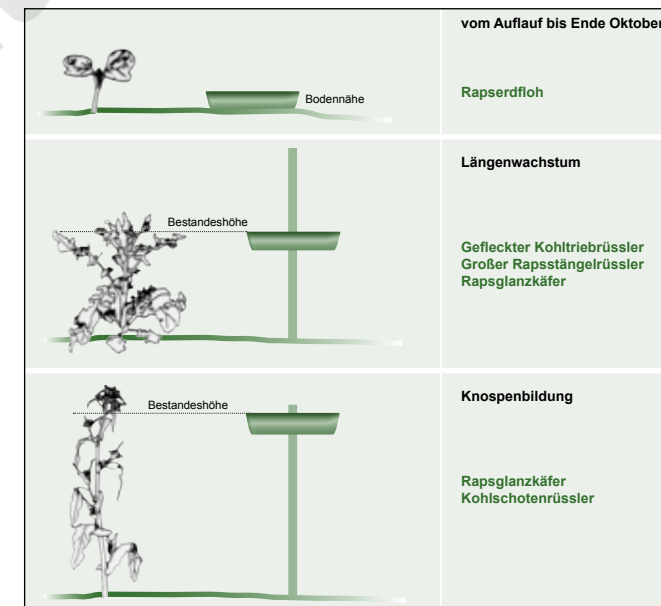 vom Auflauf bis Ende Oktober
Rapserdfloh
Bodennähe
Längenwachstum
Bestandeshöhe
Gefleckter Kohltriebrüssler
Großer Rapsstängelrüssler
Rapsglanzkäfer
Knospenbildung
Bestandeshöhe
Rapsglanzkäfer
Kohlschotenrüssler